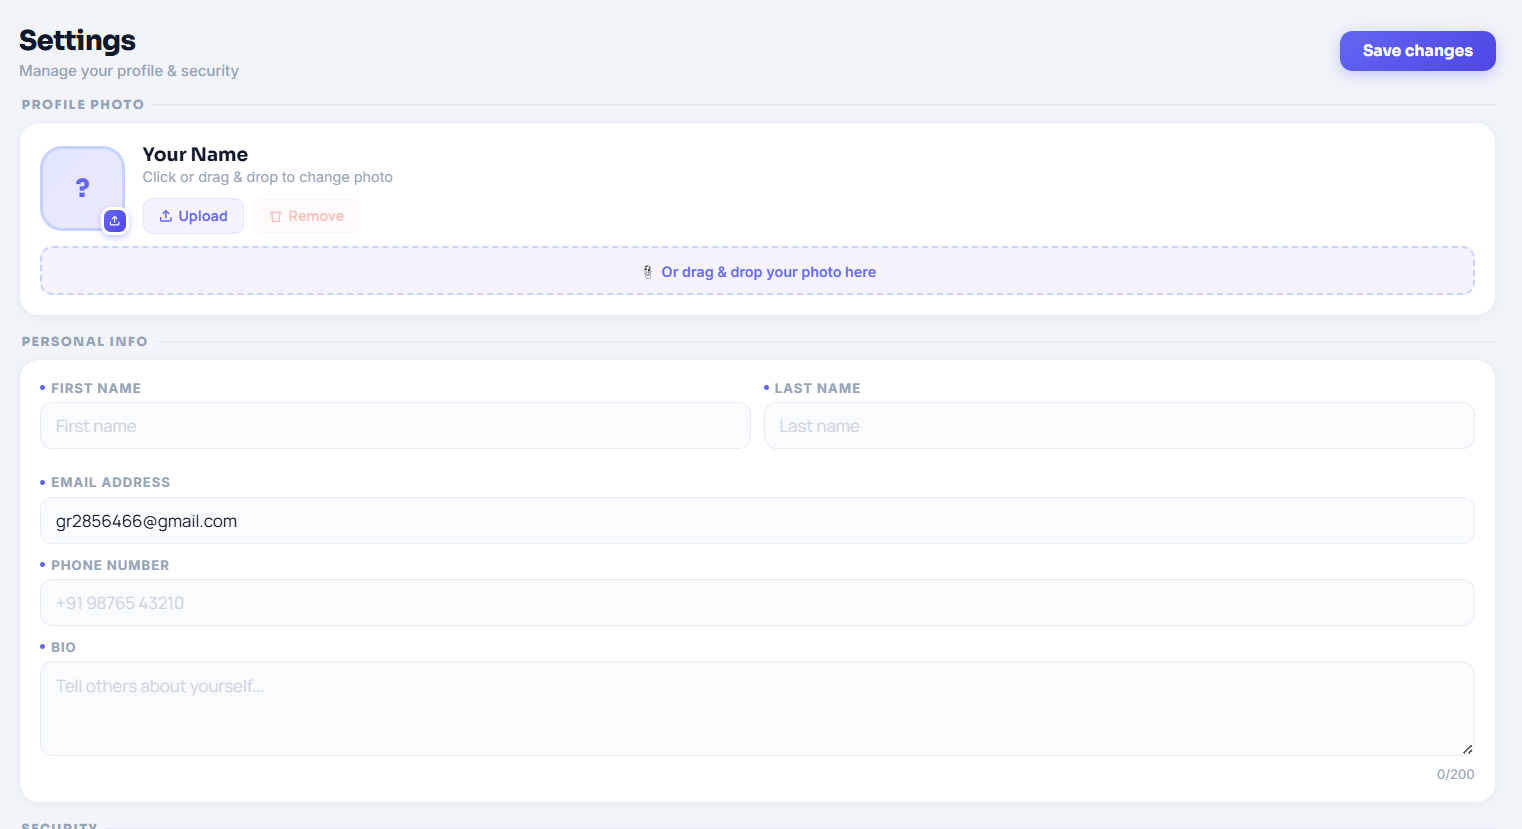 Settings
Manage your profile & security
Save changes
PROFILE PHOTO
?
Your Name
Click or drag & drop to change photo
Upload
Remove
Or drag & drop your photo here
PERSONAL INFO
FIRST NAME
LAST NAME
First name
Last name
EMAIL ADDRESS
gr2856466@gmail.com
PHONE NUMBER
+91 98765 43210
BIO
Tell others about yourself...
0/200
SECURITY